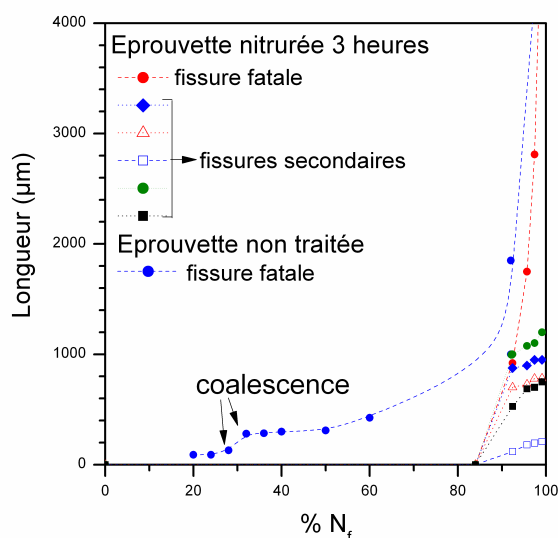 4000
3000
2000
1000
0
Longueur (µm)
Eprouvette nitrurée 3 heures
fissure fatale
fissures secondaires
Eprouvette non traitée
fissure fatale
coalescence
0 20 40 60 80 100
% Nf